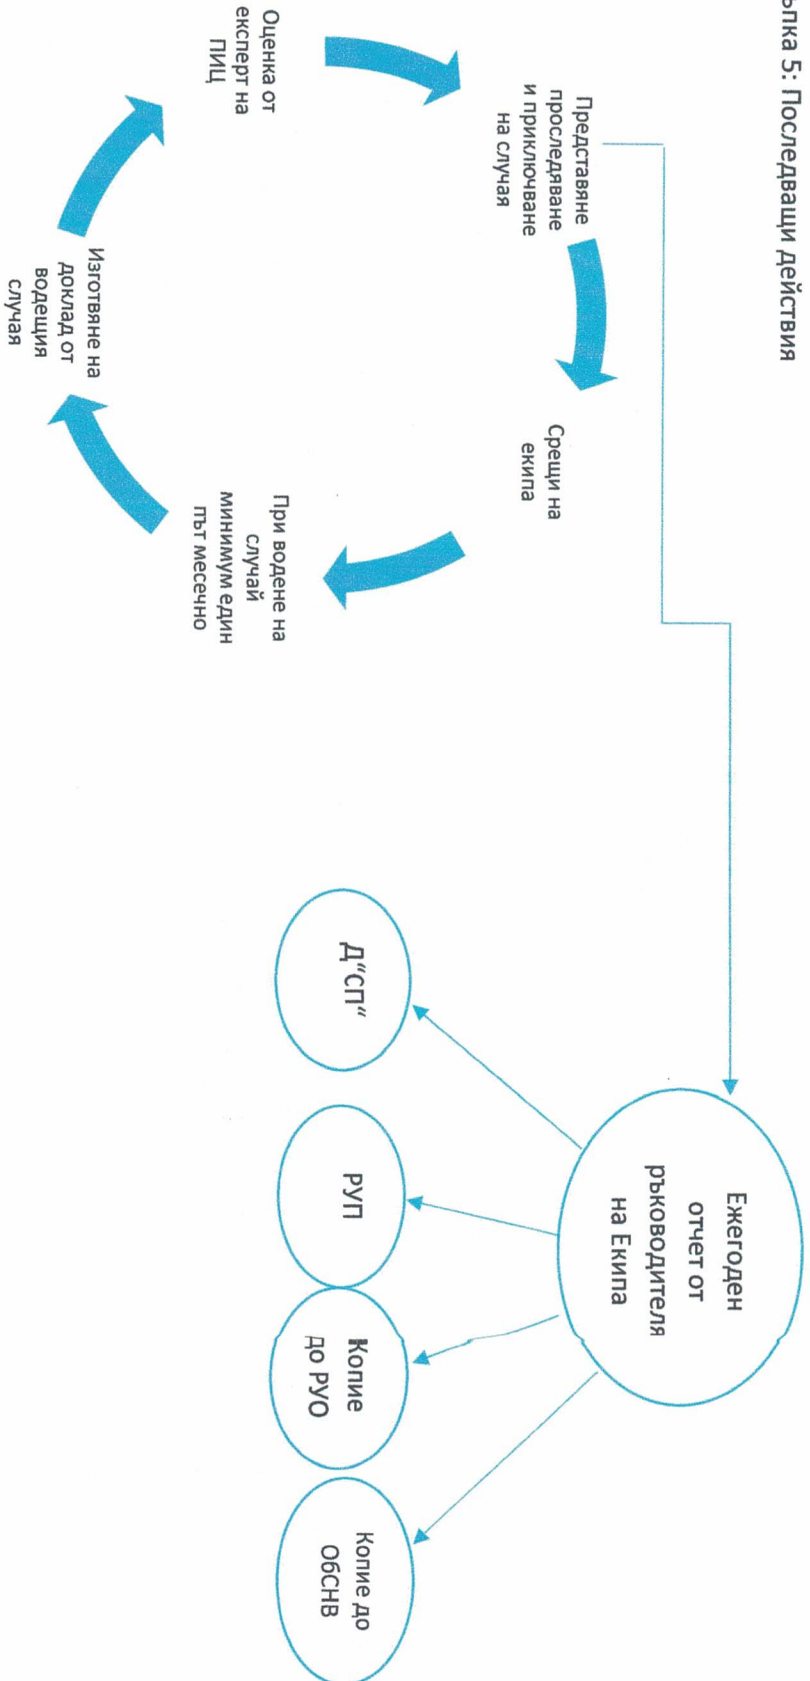 ъпка 5: Последващи действия
Представяне
проследяване
и приключване
на случая
Срещи на
екипа
При водене на
случай
минимум един
път месечно
Изготвяне на
доклад от
водещия
случая
Оценка от
експерт на
ПИЦ
Ежегоден
отчет от
ръководителя
на Екипа
Д"СП"
РУП
Копие
до РУО
Копие до
ОбСНВ